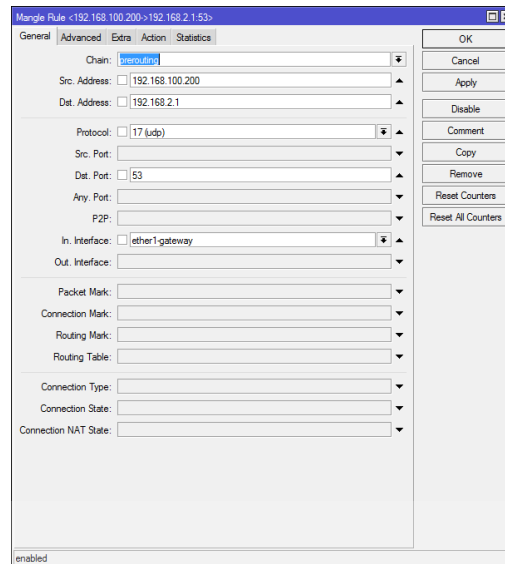 Mangle Rule <192.168.100.200->192.168.2.1:53>
General Advanced Extra Action Statistics
Chain: prerouting
Src. Address: 192.168.100.200
Dst. Address: 192.168.2.1
Protocol: 17 (udp)
Src. Port:
Dst. Port: 53
Any. Port:
P2P:
In. Interface: ether1-gateway
Out. Interface:
Packet Mark:
Connection Mark:
Routing Mark:
Routing Table:
Connection Type:
Connection State:
Connection NAT State:
OK
Cancel
Apply
Disable
Comment
Copy
Remove
Reset Counters
Reset All Counters
enabled